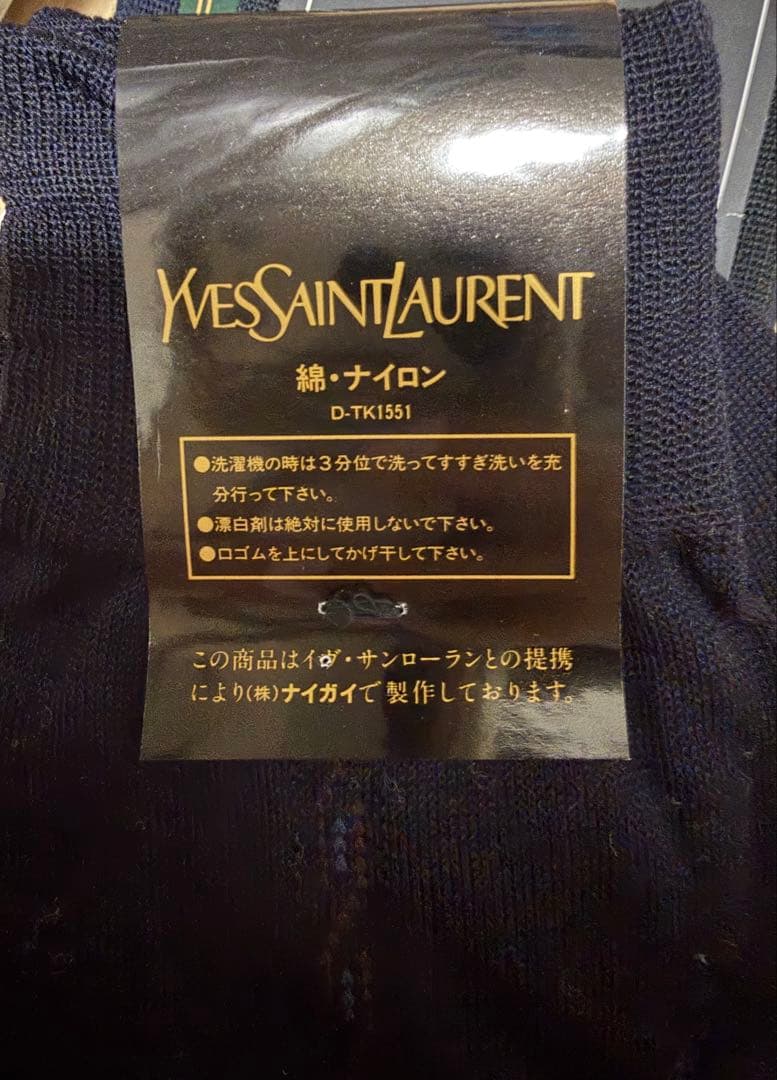 YVESSAINTLAURENT
綿・ナイロン
D-TK1551
●洗濯機の時は3分位で洗ってすすぎ洗いを充
分行って下さい。
●漂白剤は絶対に使用しないで下さい。
●口ゴムを上にしてかげ干して下さい。
この商品はイヴ・サンローランとの提携
により(株)ナイガイで製作しております。